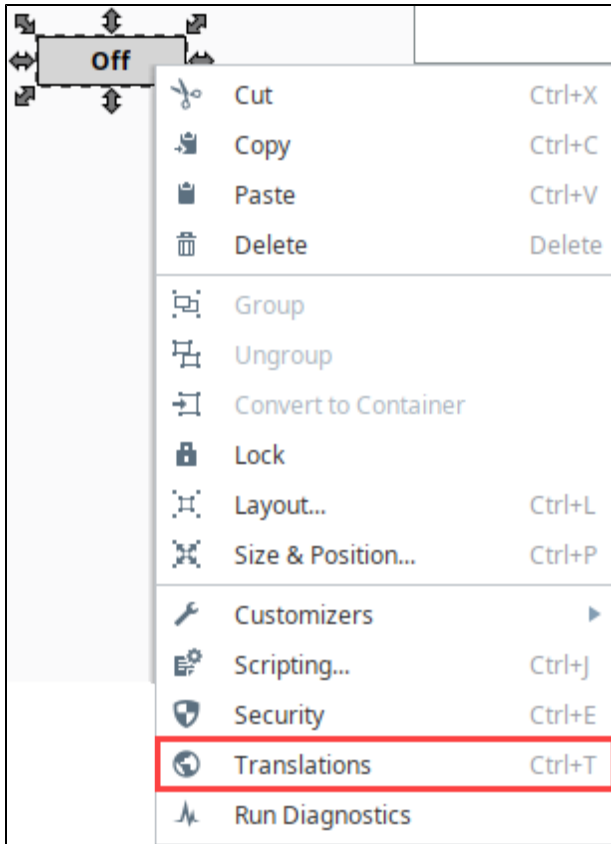 Off
Cut Ctrl+X
Copy Ctrl+C
Paste Ctrl+V
Delete Delete
Group
Ungroup
Convert to Container
Lock
Layout... Ctrl+L
Size & Position... Ctrl+P
Customizers
Scripting... Ctrl+J
Security Ctrl+E
Translations Ctrl+T
Run Diagnostics